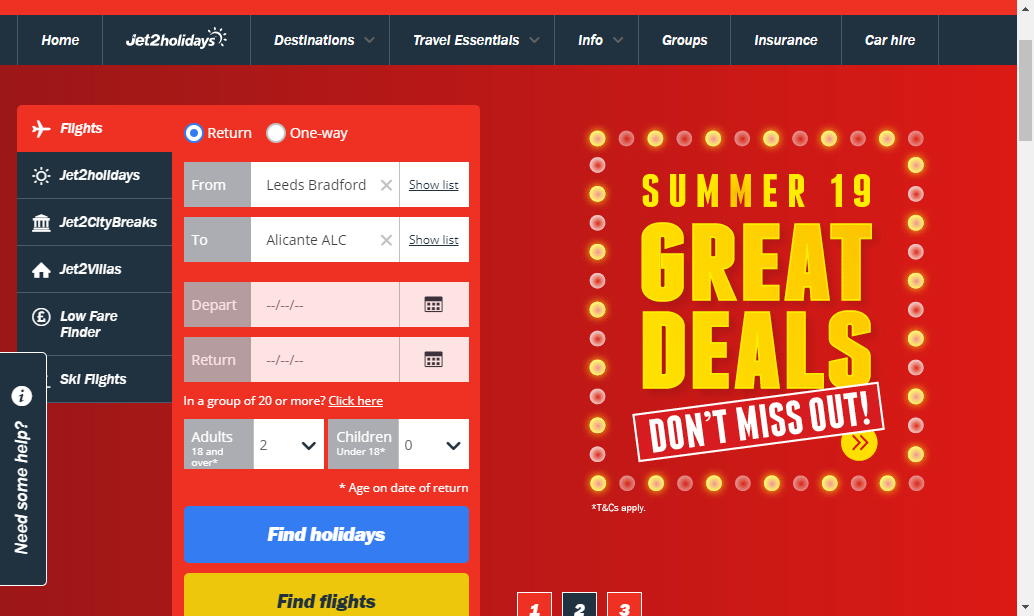 Home
Jet2holidays
Destinations
Travel Essentials
Info
Groups
Insurance
Car hire
Flights
Jet2holidays
Jet2CityBreaks
Jet2Villas
Low Fare
Finder
Ski Flights
Need some help?
Return
One-way
From
Leeds Bradford
Show list
To
Alicante ALC
Show list
Depart
--/--/--
Return
--/--/--
In a group of 20 or more? Click here
Adults
18 and
over*
2
Children
Under 18*
0
* Age on date of return
Find holidays
Find flights
SUMMER 19
GREAT
DEALS
DON'T MISS OUT!
*T&Cs apply.
1
2
3